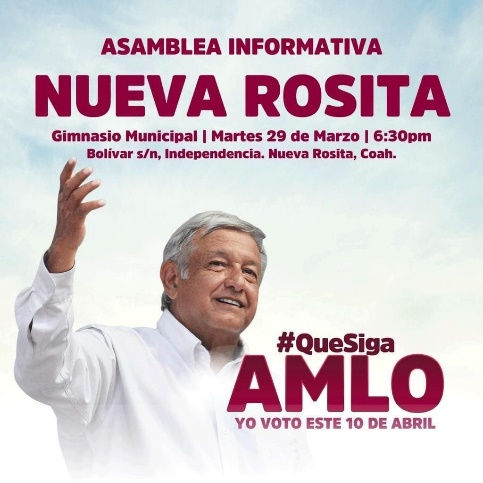 ASAMBLEA INFORMATIVA
NUEVA ROSITA
Gimnasio Municipal | Martes 29 de Marzo | 6:30pm
Bolívar s/n, Independencia. Nueva Rosita, Coah.
#QueSiga
AMLO
YO VOTO ESTE 10 DE ABRIL